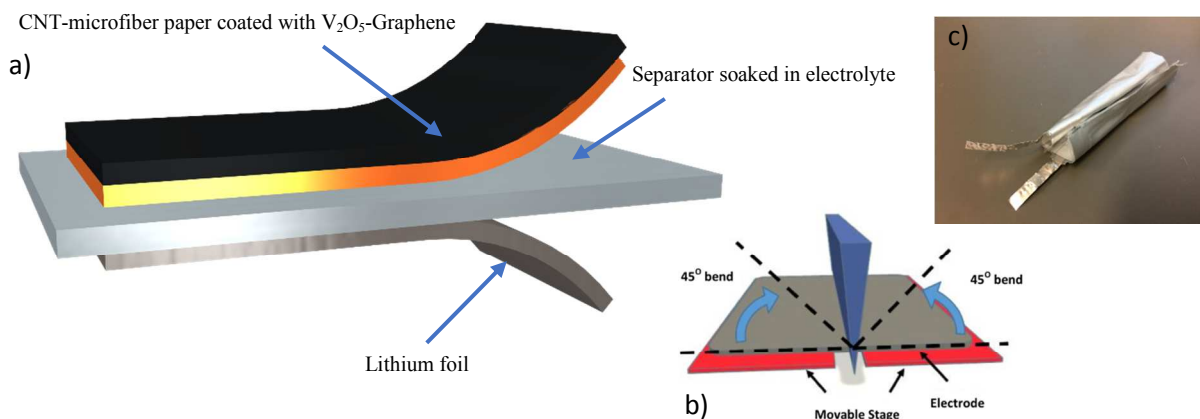 CNT-microfiber paper coated with V₂O₅-Graphene
a)
Separator soaked in electrolyte
Lithium foil
c)
45° bend
45° bend
Electrode
Movable Stage
b)